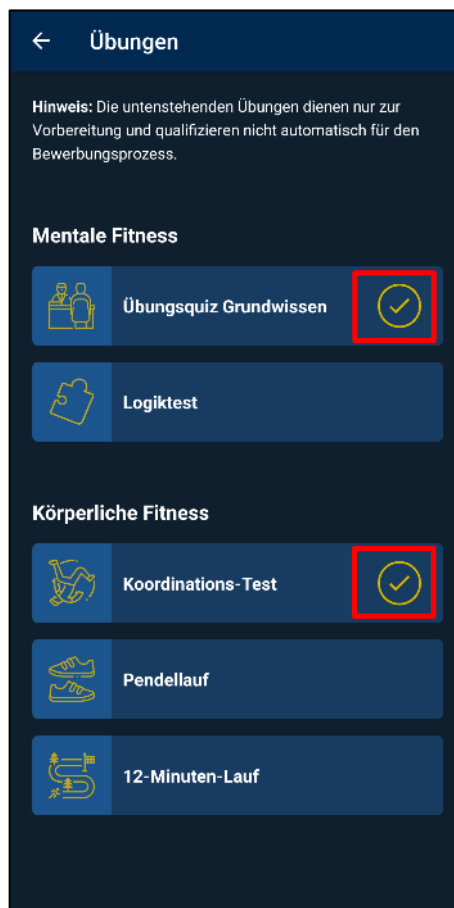 Übungen
Hinweis: Die untenstehenden Übungen dienen nur zur
Vorbereitung und qualifizieren nicht automatisch für den
Bewerbungsprozess.
Mentale Fitness
Übungsquiz Grundwissen
Logiktest
Körperliche Fitness
Koordinations-Test
Pendellauf
12-Minuten-Lauf